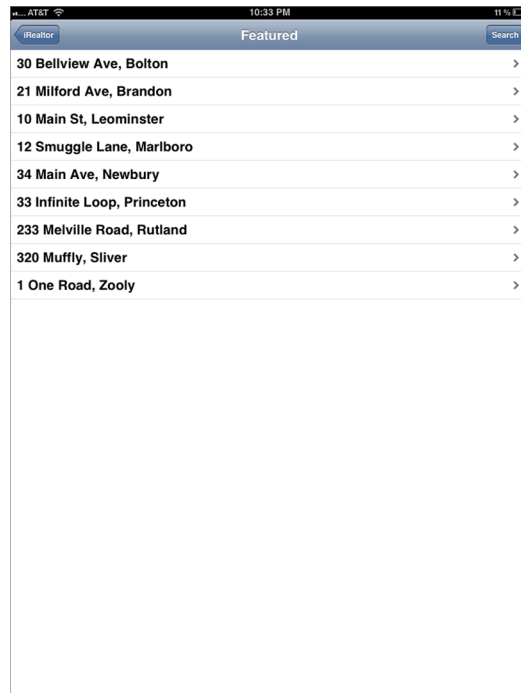 ... AT&T 10:33 PM 11 %
iRealtor Featured Search
30 Bellview Ave, Bolton
21 Milford Ave, Brandon
10 Main St, Leominster
12 Smuggle Lane, Marlboro
34 Main Ave, Newbury
33 Infinite Loop, Princeton
233 Melville Road, Rutland
320 Muffly, Sliver
1 One Road, Zooly